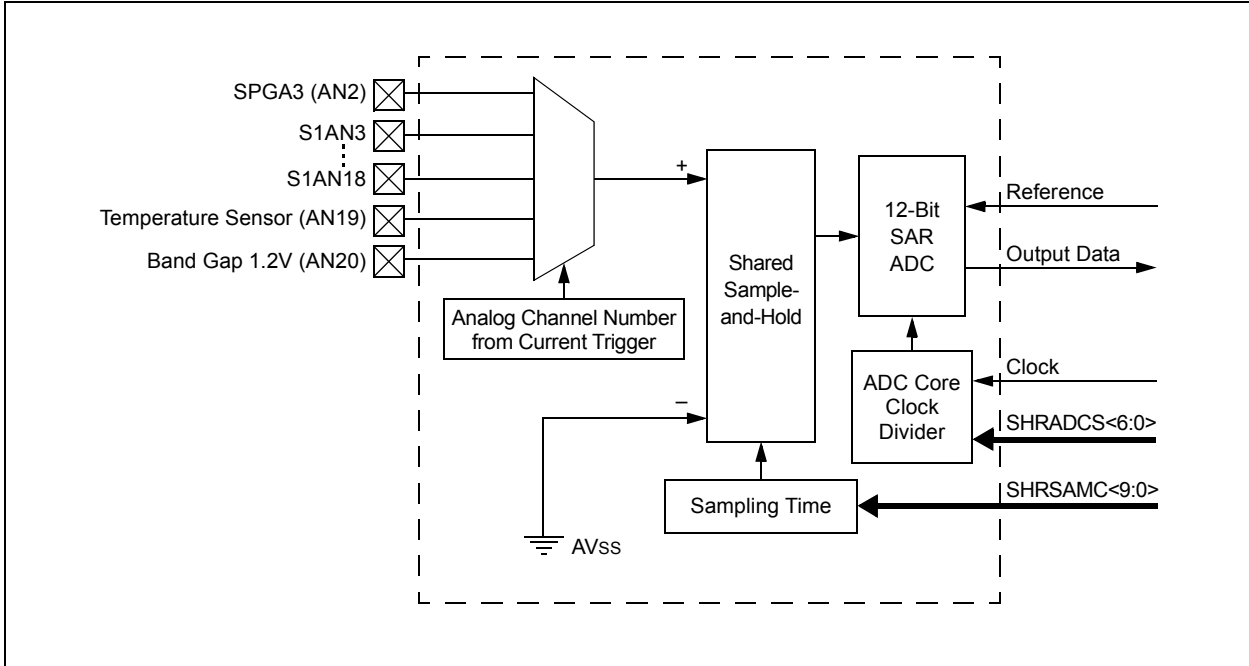 SPGA3 (AN2)
S1AN3
S1AN18
Temperature Sensor (AN19)
Band Gap 1.2V (AN20)
Analog Channel Number
from Current Trigger
+
–
AVSS
Shared
Sample-
and-Hold
Sampling Time
12-Bit
SAR
ADC
ADC Core
Clock
Divider
Reference
Output Data
Clock
SHRADCS<6:0>
SHRSAMC<9:0>